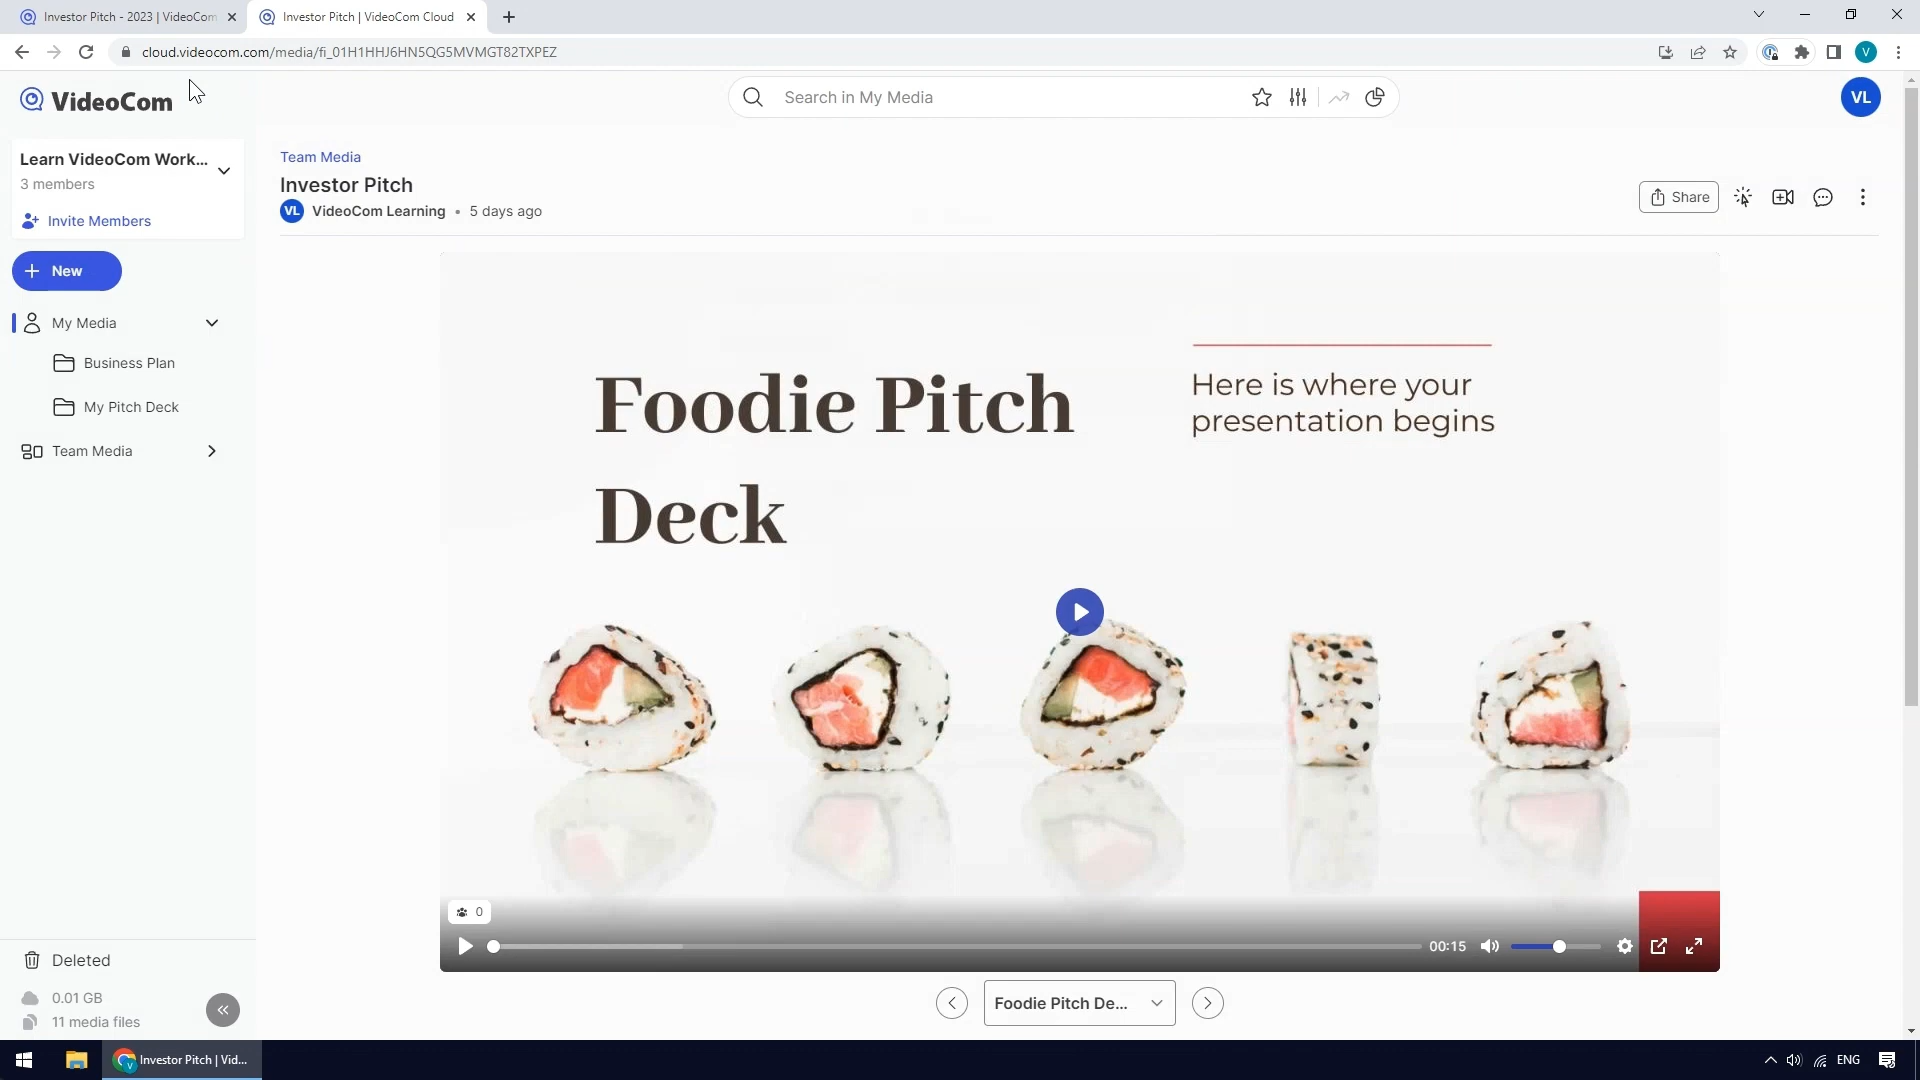 Investor Pitch - 2023 | VideoCom
Investor Pitch | VideoCom Cloud
cloud.videocom.com/media/fi_01H1HHJ6HN5QG5MVMGT82TXPEZ
V
VideoCom
Search in My Media
VL
Learn VideoCom Work...
3 members
Invite Members
New
My Media
Business Plan
My Pitch Deck
Team Media
Team Media
Investor Pitch
VL VideoCom Learning • 5 days ago
Share
Foodie Pitch
Deck
Here is where your
presentation begins
0
00:15
Foodie Pitch De...
Deleted
0.01 GB
11 media files
Investor Pitch | Vid...
ENG